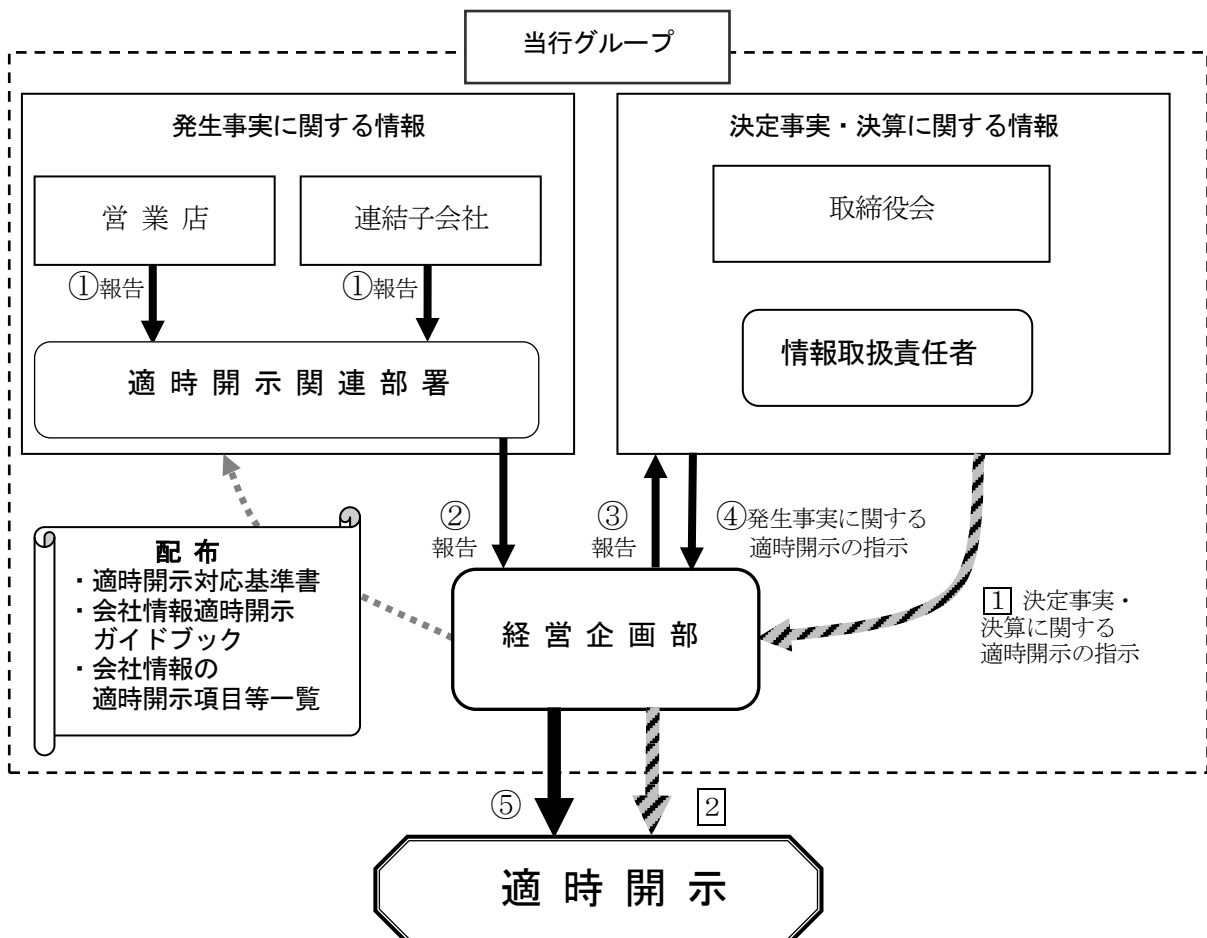 当行グループ
発生事実に関する情報
営 業 店
連結子会社
①報告
①報告
適 時 開 示 関 連 部 署
決定事実・決算に関する情報
取締役会
情報取扱責任者
配 布
・適時開示対応基準書
・会社情報適時開示
ガイドブック
・会社情報の
適時開示項目等一覧
②
報告
③
報告
④発生事実に関する
適時開示の指示
1 決定事実・
決算に関する
適時開示の指示
経 営 企 画 部
⑤
2
適 時 開 示